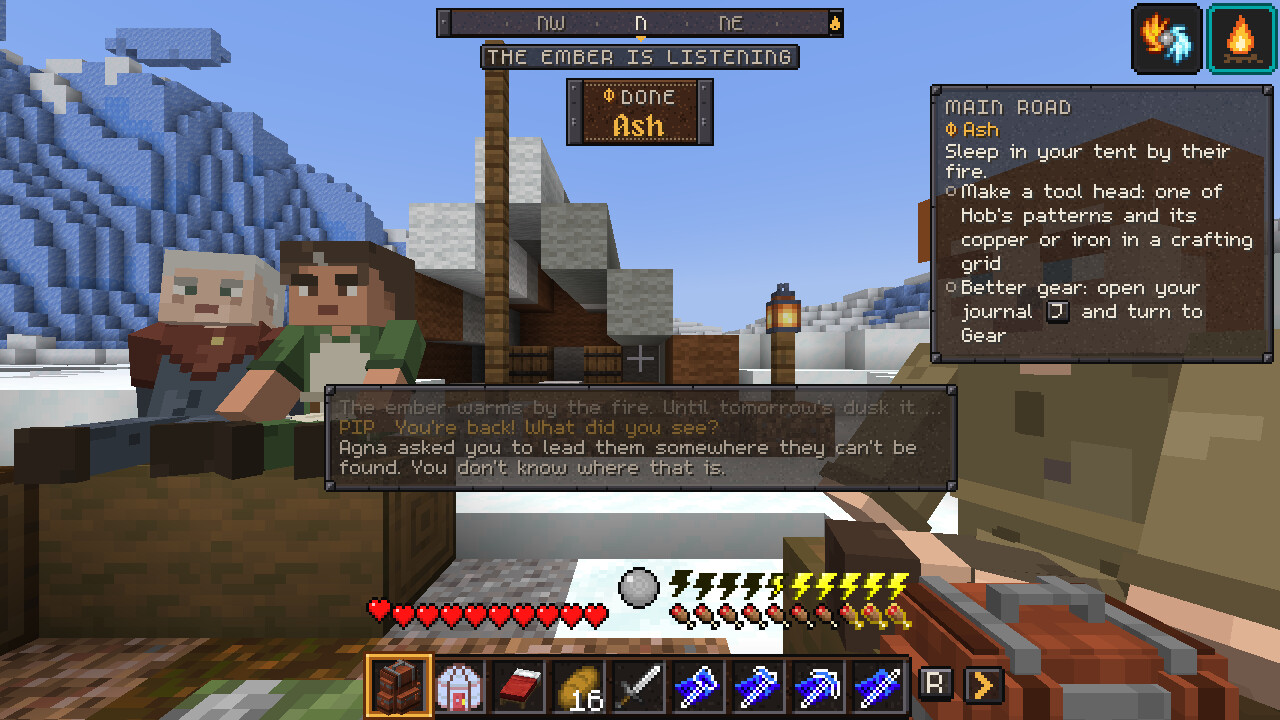 NW N NE
THE EMBER IS LISTENING
DONE
Ash
MAIN ROAD
Ash
Sleep in your tent by their
fire.
Make a tool head: one of
Hob's patterns and its
copper or iron in a crafting
grid
Better gear: open your
journal J and turn to
Gear
The ember warms by the fire. Until tomorrow's dusk it....
PIP You're back! What did you see?
Agna asked you to lead them somewhere they can't be
found. You don't know where that is.
16
R